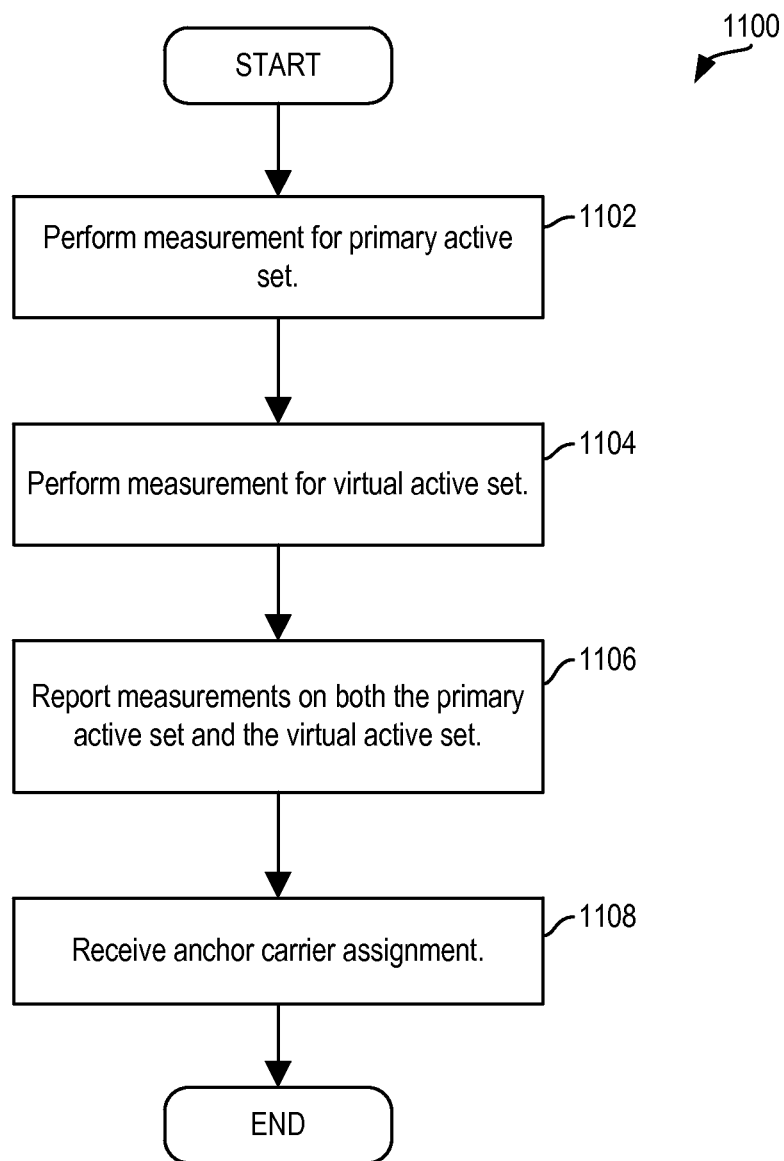 1100
START
1102
Perform measurement for primary active
set.
1104
Perform measurement for virtual active set.
1106
Report measurements on both the primary
active set and the virtual active set.
1108
Receive anchor carrier assignment.
END